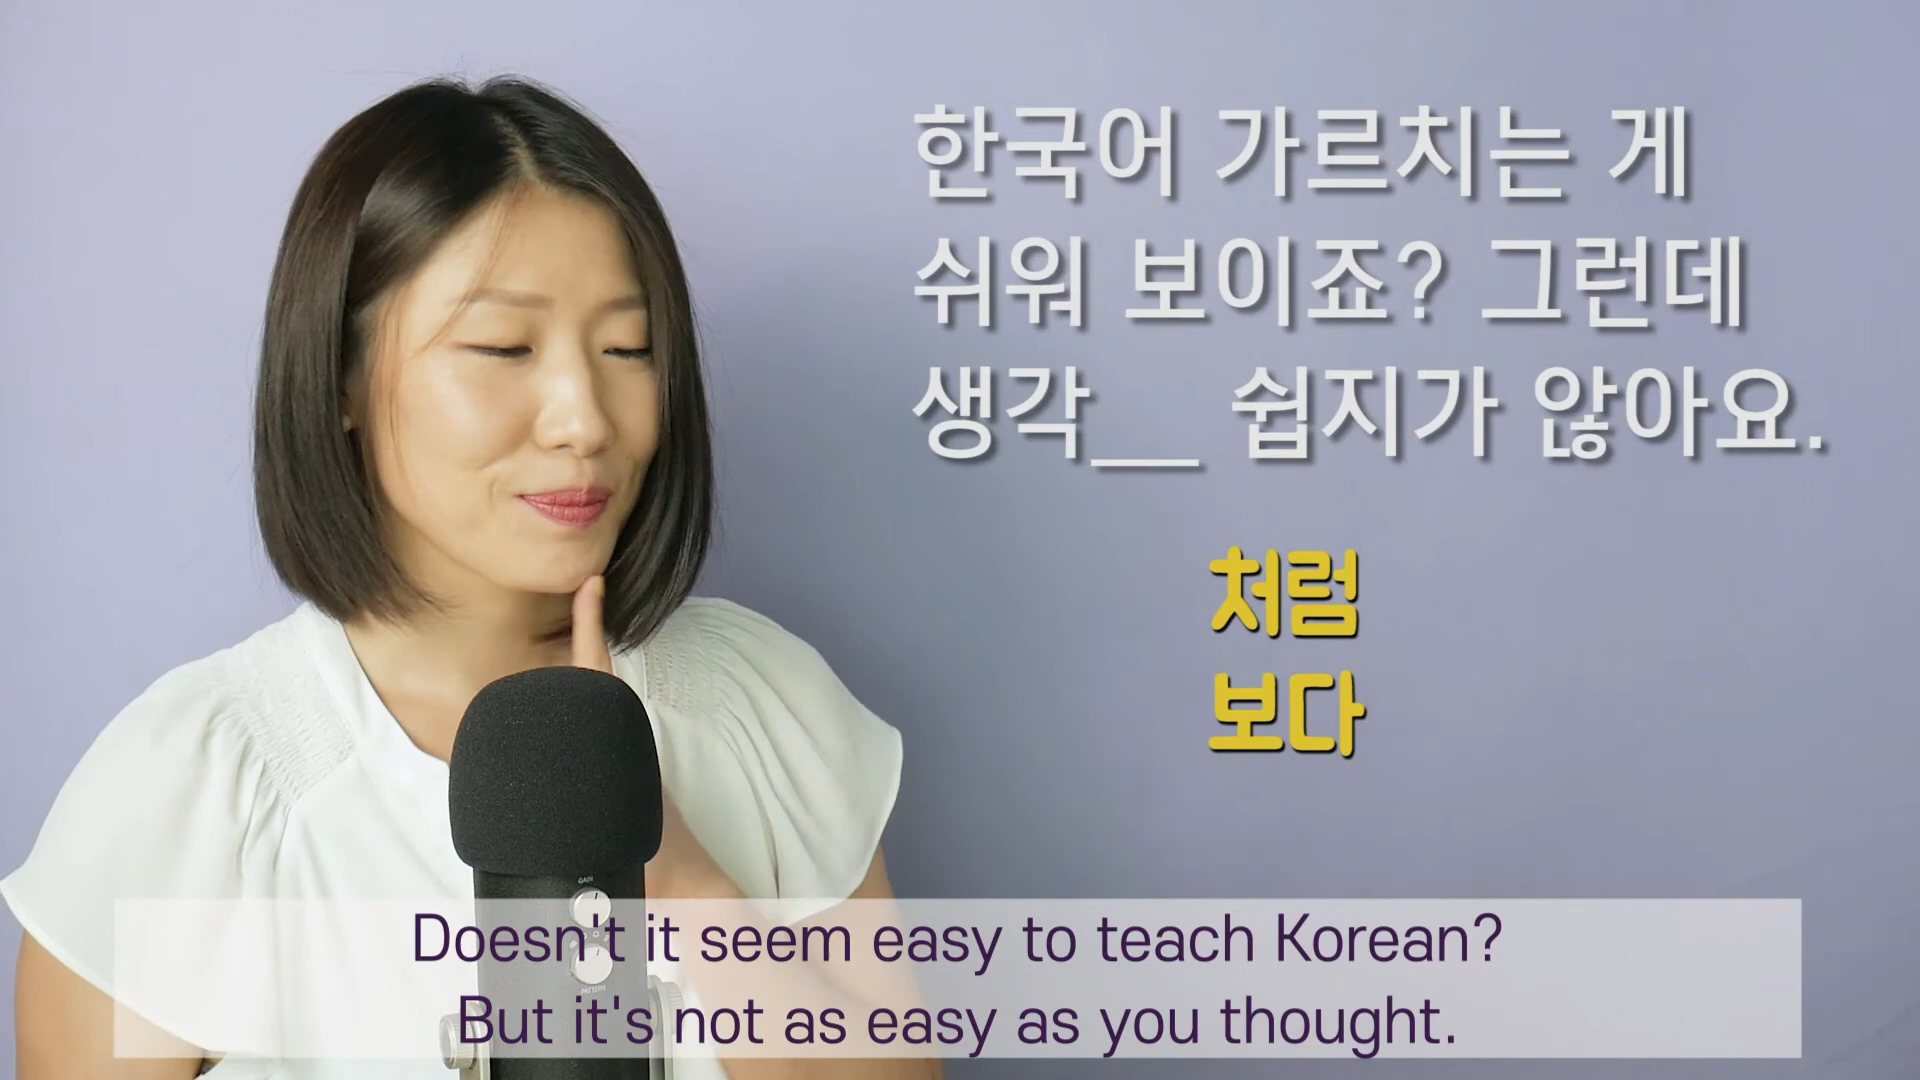 한국어 가르치는 게
쉬워 보이죠? 그런데
생각__ 쉽지가 않아요.
처럼
보다
GAIN
PATTERN
Doesn't it seem easy to teach Korean?
But it's not as easy as you thought.